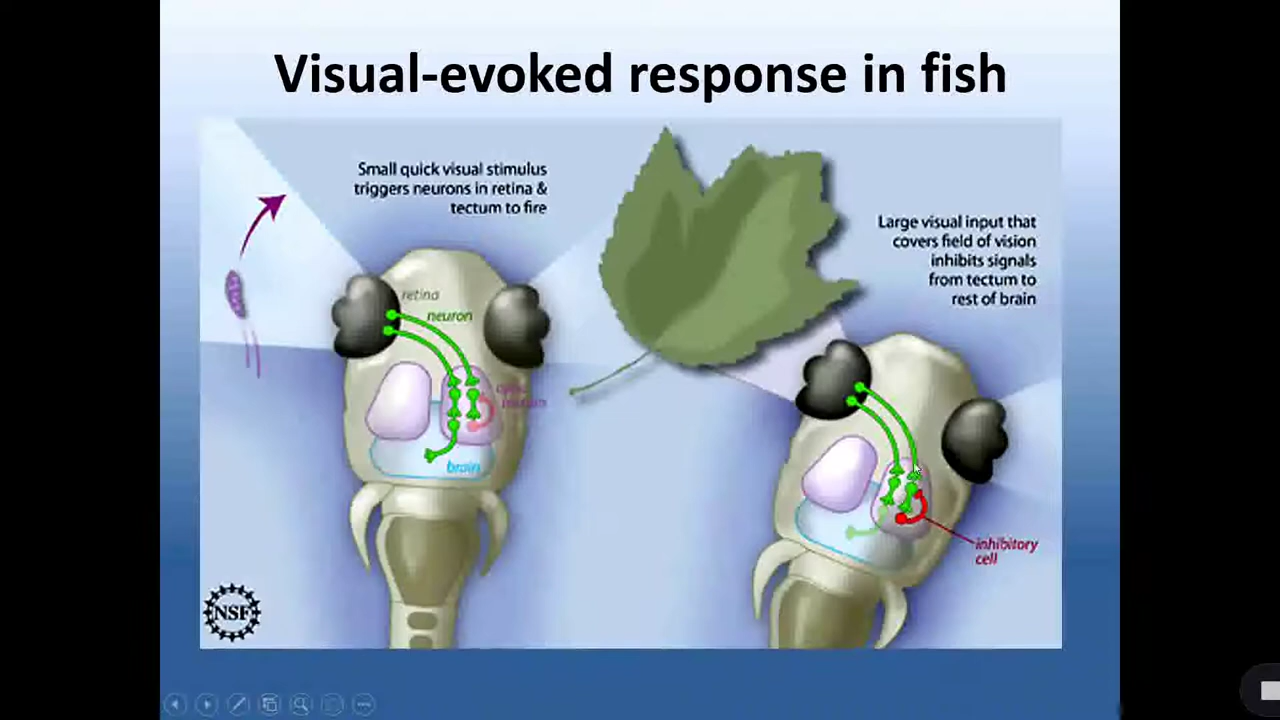 Visual-evoked response in fish
Small quick visual stimulus
triggers neurons in retina &
tectum to fire
Large visual input that
covers field of vision
inhibits signals
from tectum to
rest of brain
retina
neuron
brain
inhibitory
cell
NSF